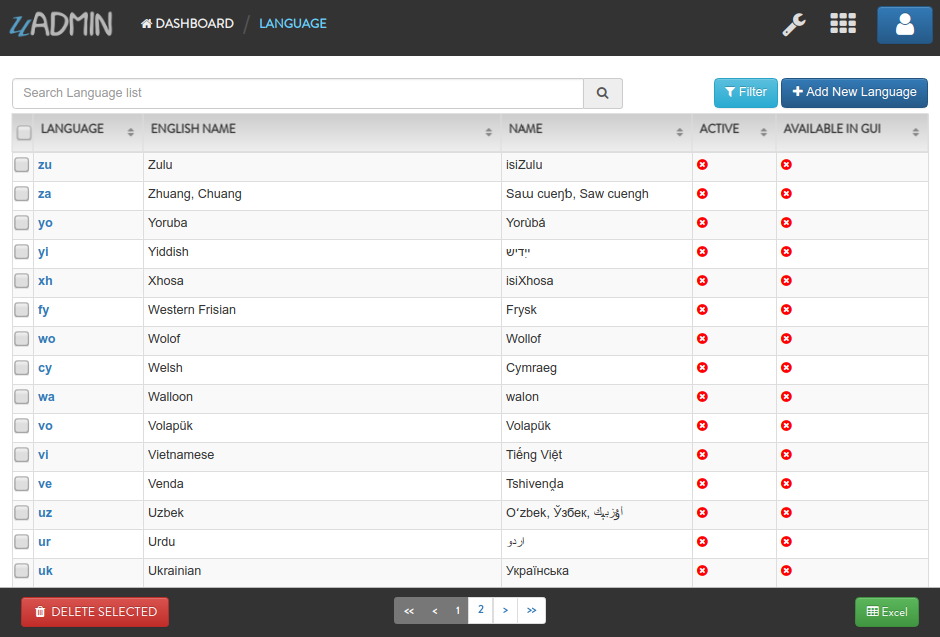 uADMIN DASHBOARD / LANGUAGE
Search Language list Filter Add New Language
LANGUAGE ENGLISH NAME NAME ACTIVE AVAILABLE IN GUI
zu Zulu isiZulu
za Zhuang, Chuang Saɯ cueŋƅ, Saw cuengh
yo Yoruba Yorùbá
yi Yiddish ייִדיש
xh Xhosa isiXhosa
fy Western Frisian Frysk
wo Wolof Wollof
cy Welsh Cymraeg
wa Walloon walon
vo Volapük Volapük
vi Vietnamese Tiếng Việt
ve Venda Tshivenḓa
uz Uzbek Oʻzbek, Ўзбек, أۇزبېك
ur Urdu اردو
uk Ukrainian Українська
DELETE SELECTED << < 1 2 > >> Excel